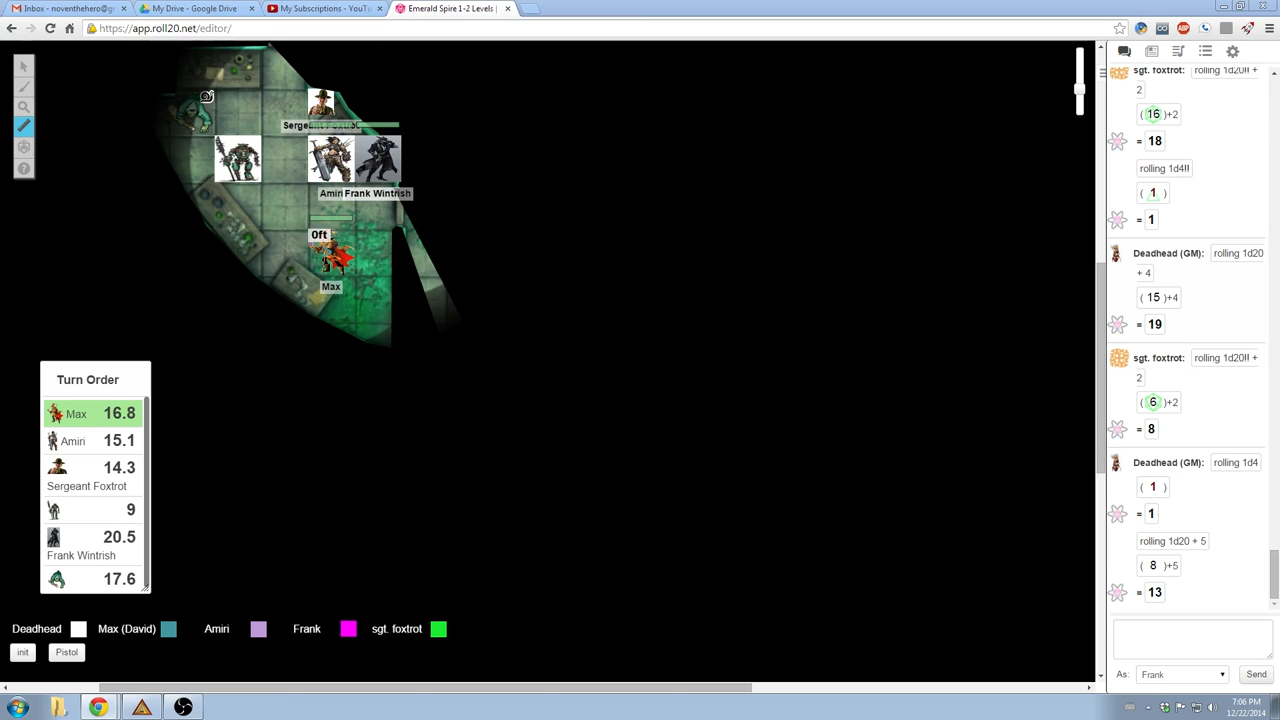 Inbox - noventhehero@gr
My Drive - Google Drive
My Subscriptions - YouTu
Emerald Spire 1-2 Levels |
https://app.roll20.net/editor/
sgt. foxtrot: rolling 1d20!! +
2
( 16 )+2
= 18
rolling 1d4!!
( 1 )
= 1
Deadhead (GM): rolling 1d20
+ 4
( 15 )+4
= 19
sgt. foxtrot: rolling 1d20!! +
2
( 6 )+2
= 8
Deadhead (GM): rolling 1d4
( 1 )
= 1
rolling 1d20 + 5
( 8 )+5
= 13
As: Frank Send
Sergeant Foxtrot
Amiri Frank Wintrish
0ft
Max
Turn Order
Max 16.8
Amiri 15.1
14.3
Sergeant Foxtrot
9
20.5
Frank Wintrish
17.6
Deadhead Max (David) Amiri Frank sgt. foxtrot
init Pistol
7:06 PM
12/22/2014